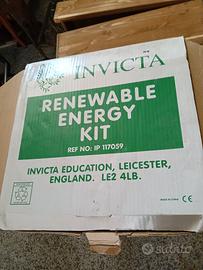 INVICTA
RENEWABLE
ENERGY
KIT
REF NO: IP 117059
INVICTA EDUCATION, LEICESTER,
ENGLAND. LE2 4LB.
CE
subito